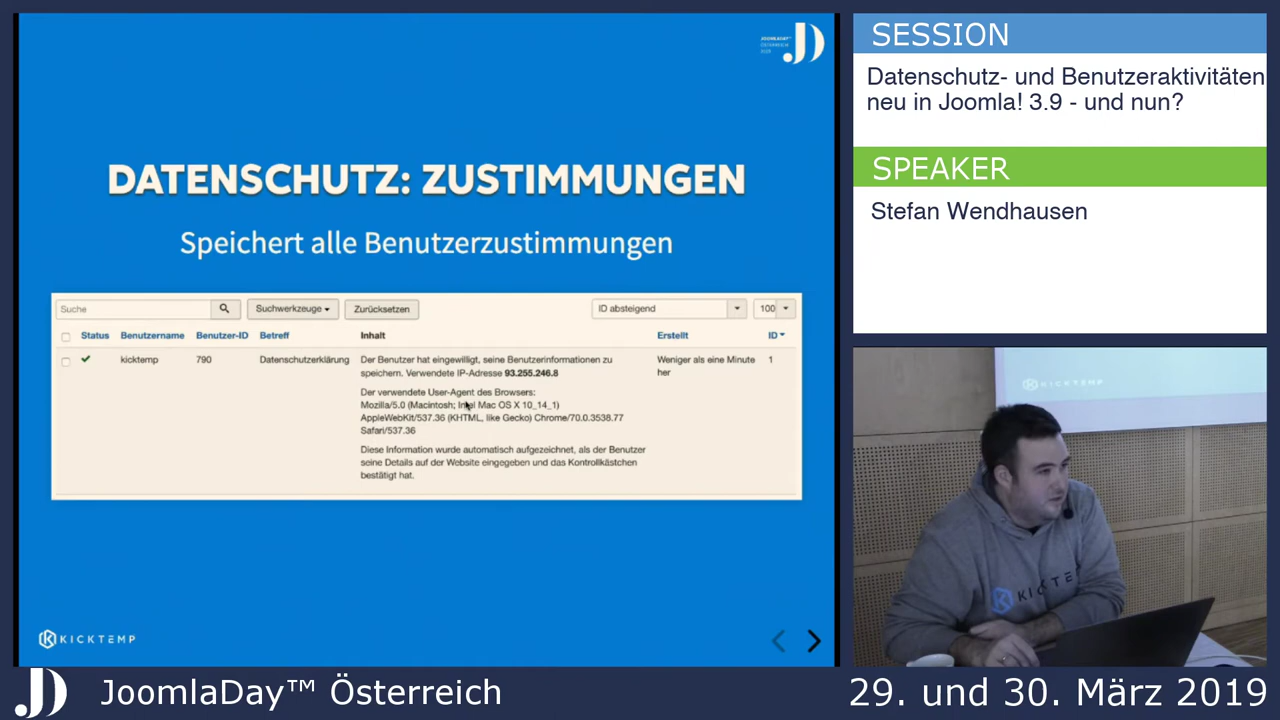 JOOMLADAY™
ÖSTERREICH
2019
DATENSCHUTZ: ZUSTIMMUNGEN
Speichert alle Benutzerzustimmungen
Suche
Suchwerkzeuge
Zurücksetzen
ID absteigend
100
Status Benutzername Benutzer-ID Betreff Inhalt Erstellt ID
kicktemp 790 Datenschutzerklärung Der Benutzer hat eingewilligt, seine Benutzerinformationen zu Weniger als eine Minute 1
speichern. Verwendete IP-Adresse 93.255.246.8 her
Der verwendete User-Agent des Browsers:
Mozilla/5.0 (Macintosh; Intel Mac OS X 10_14_1)
AppleWebKit/537.36 (KHTML, like Gecko) Chrome/70.0.3538.77
Safari/537.36
Diese Information wurde automatisch aufgezeichnet, als der Benutzer
seine Details auf der Website eingegeben und das Kontrollkästchen
bestätigt hat.
KICKTEMP
SESSION
Datenschutz- und Benutzeraktivitäten
neu in Joomla! 3.9 - und nun?
SPEAKER
Stefan Wendhausen
KICKTEMP
KICKTE
JoomlaDay™ Österreich
29. und 30. März 2019